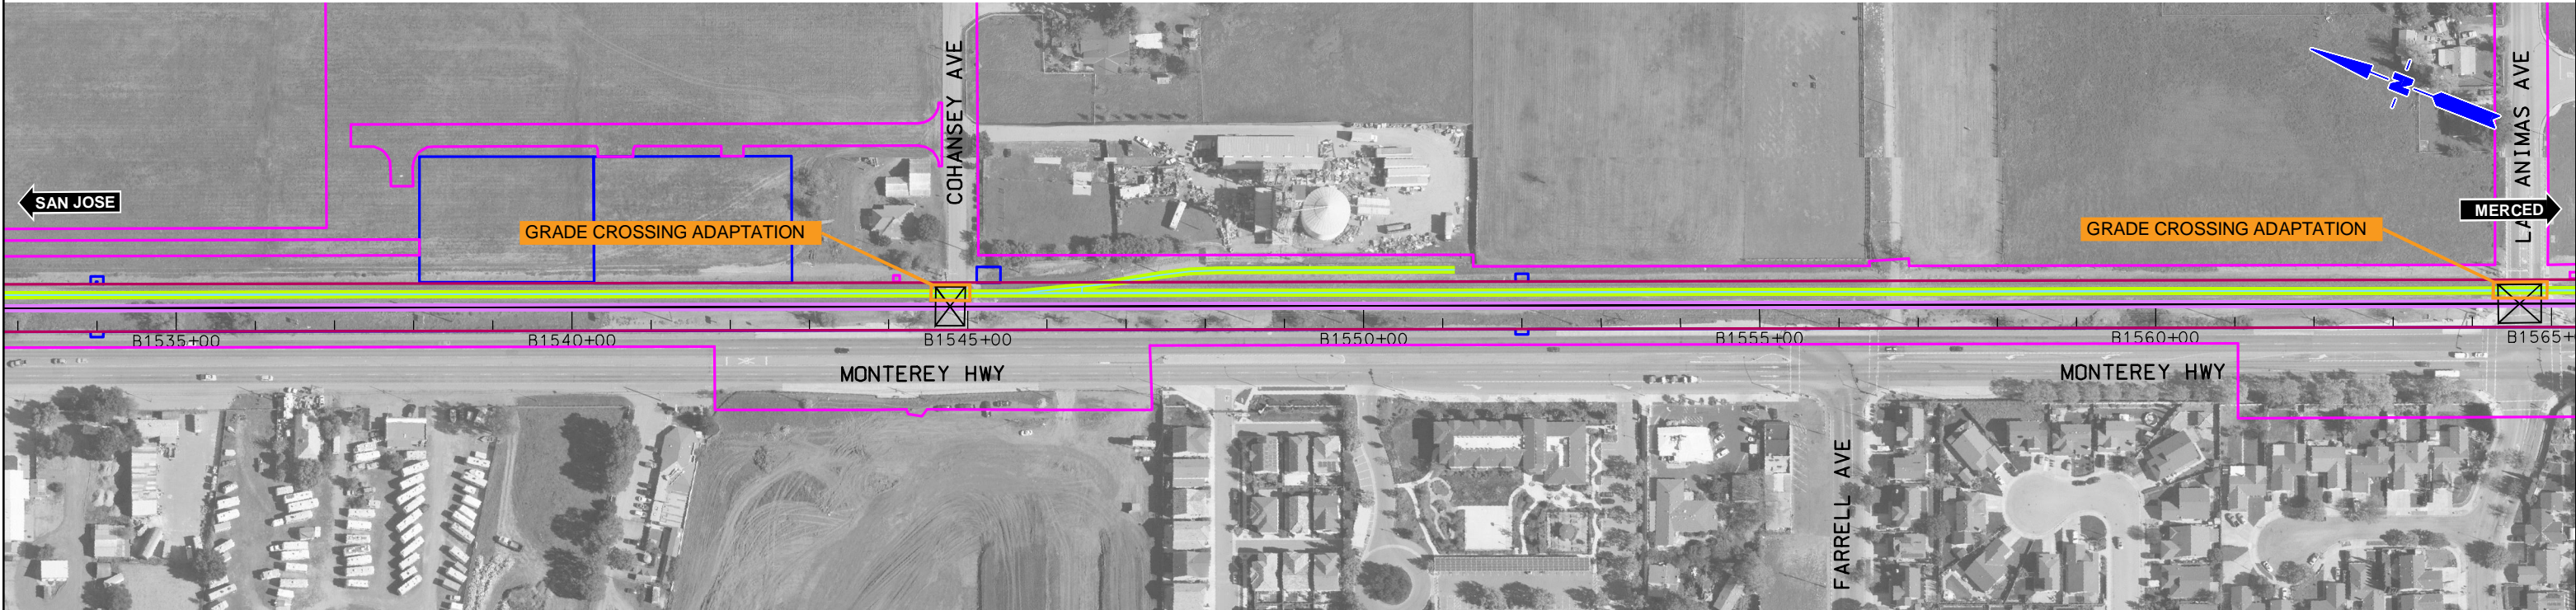 COHANSEY AVE
LAS ANIMAS AVE
N
SAN JOSE
MERCED
GRADE CROSSING ADAPTATION
GRADE CROSSING ADAPTATION
B1535+00
B1540+00
B1545+00
B1550+00
B1555+00
B1560+00
B1565+
MONTEREY HWY
MONTEREY HWY
FARRELL AVE